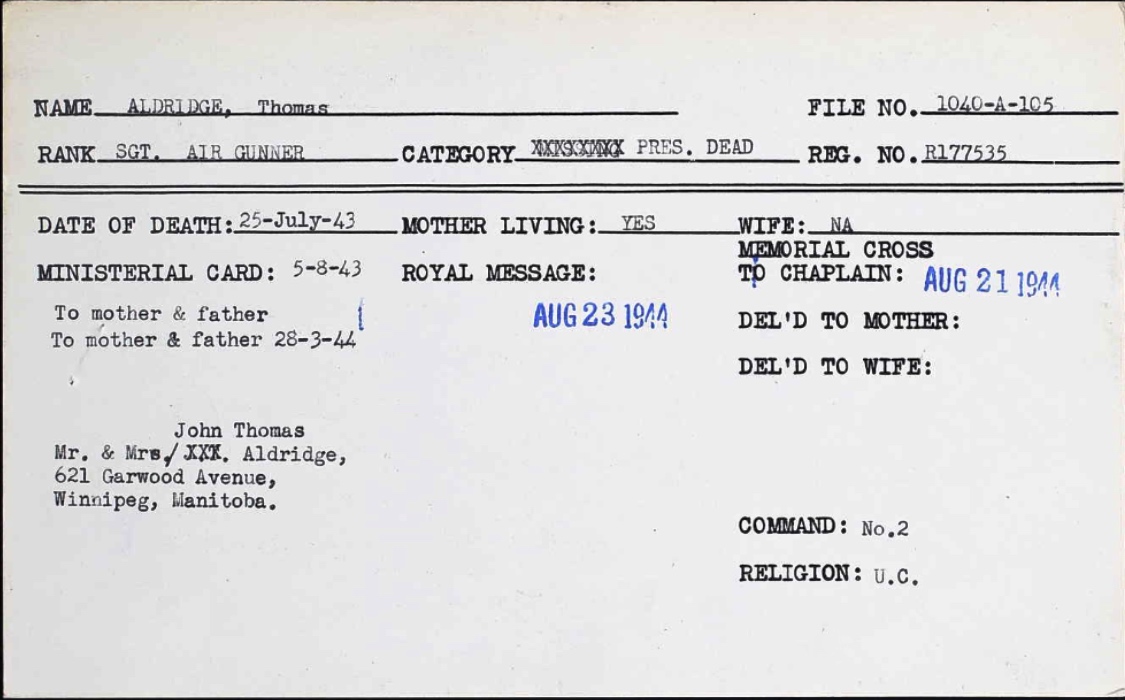 NAME ALDRIDGE, Thomas FILE NO. 1040-A-105
RANK SGT. AIR GUNNER CATEGORY PRES. DEAD REG. NO. R177535
DATE OF DEATH: 25-July-43 MOTHER LIVING: YES WIFE: NA
MEMORIAL CROSS
MINISTERIAL CARD: 5-8-43 ROYAL MESSAGE: TO CHAPLAIN: AUG 21 1944
To mother & father AUG 23 1944 DEL'D TO MOTHER:
To mother & father 28-3-44
DEL'D TO WIFE:
John Thomas
Mr. & Mrs/ XXX. Aldridge,
621 Garwood Avenue,
Winnipeg, Manitoba.
COMMAND: No.2
RELIGION: U.C.